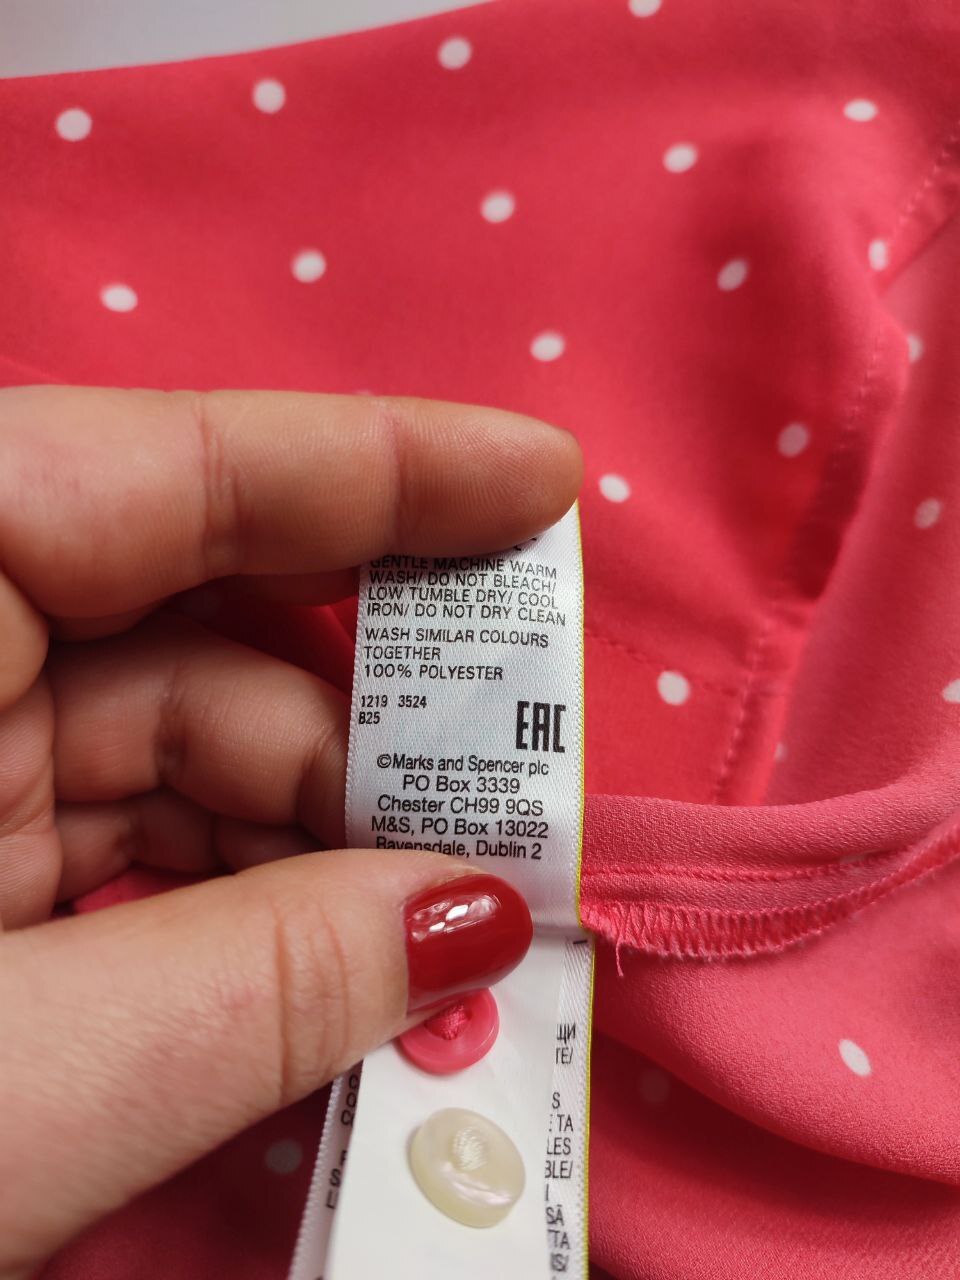 GENTLE MACHINE WARM
WASH/ DO NOT BLEACH/
LOW TUMBLE DRY/ COOL
IRON/ DO NOT DRY CLEAN
WASH SIMILAR COLOURS
TOGETHER
100% POLYESTER
1219 3524
B25
EAC
©Marks and Spencer plc
PO Box 3339
Chester CH99 9QS
M&S, PO Box 13022
Ravensdale, Dublin 2